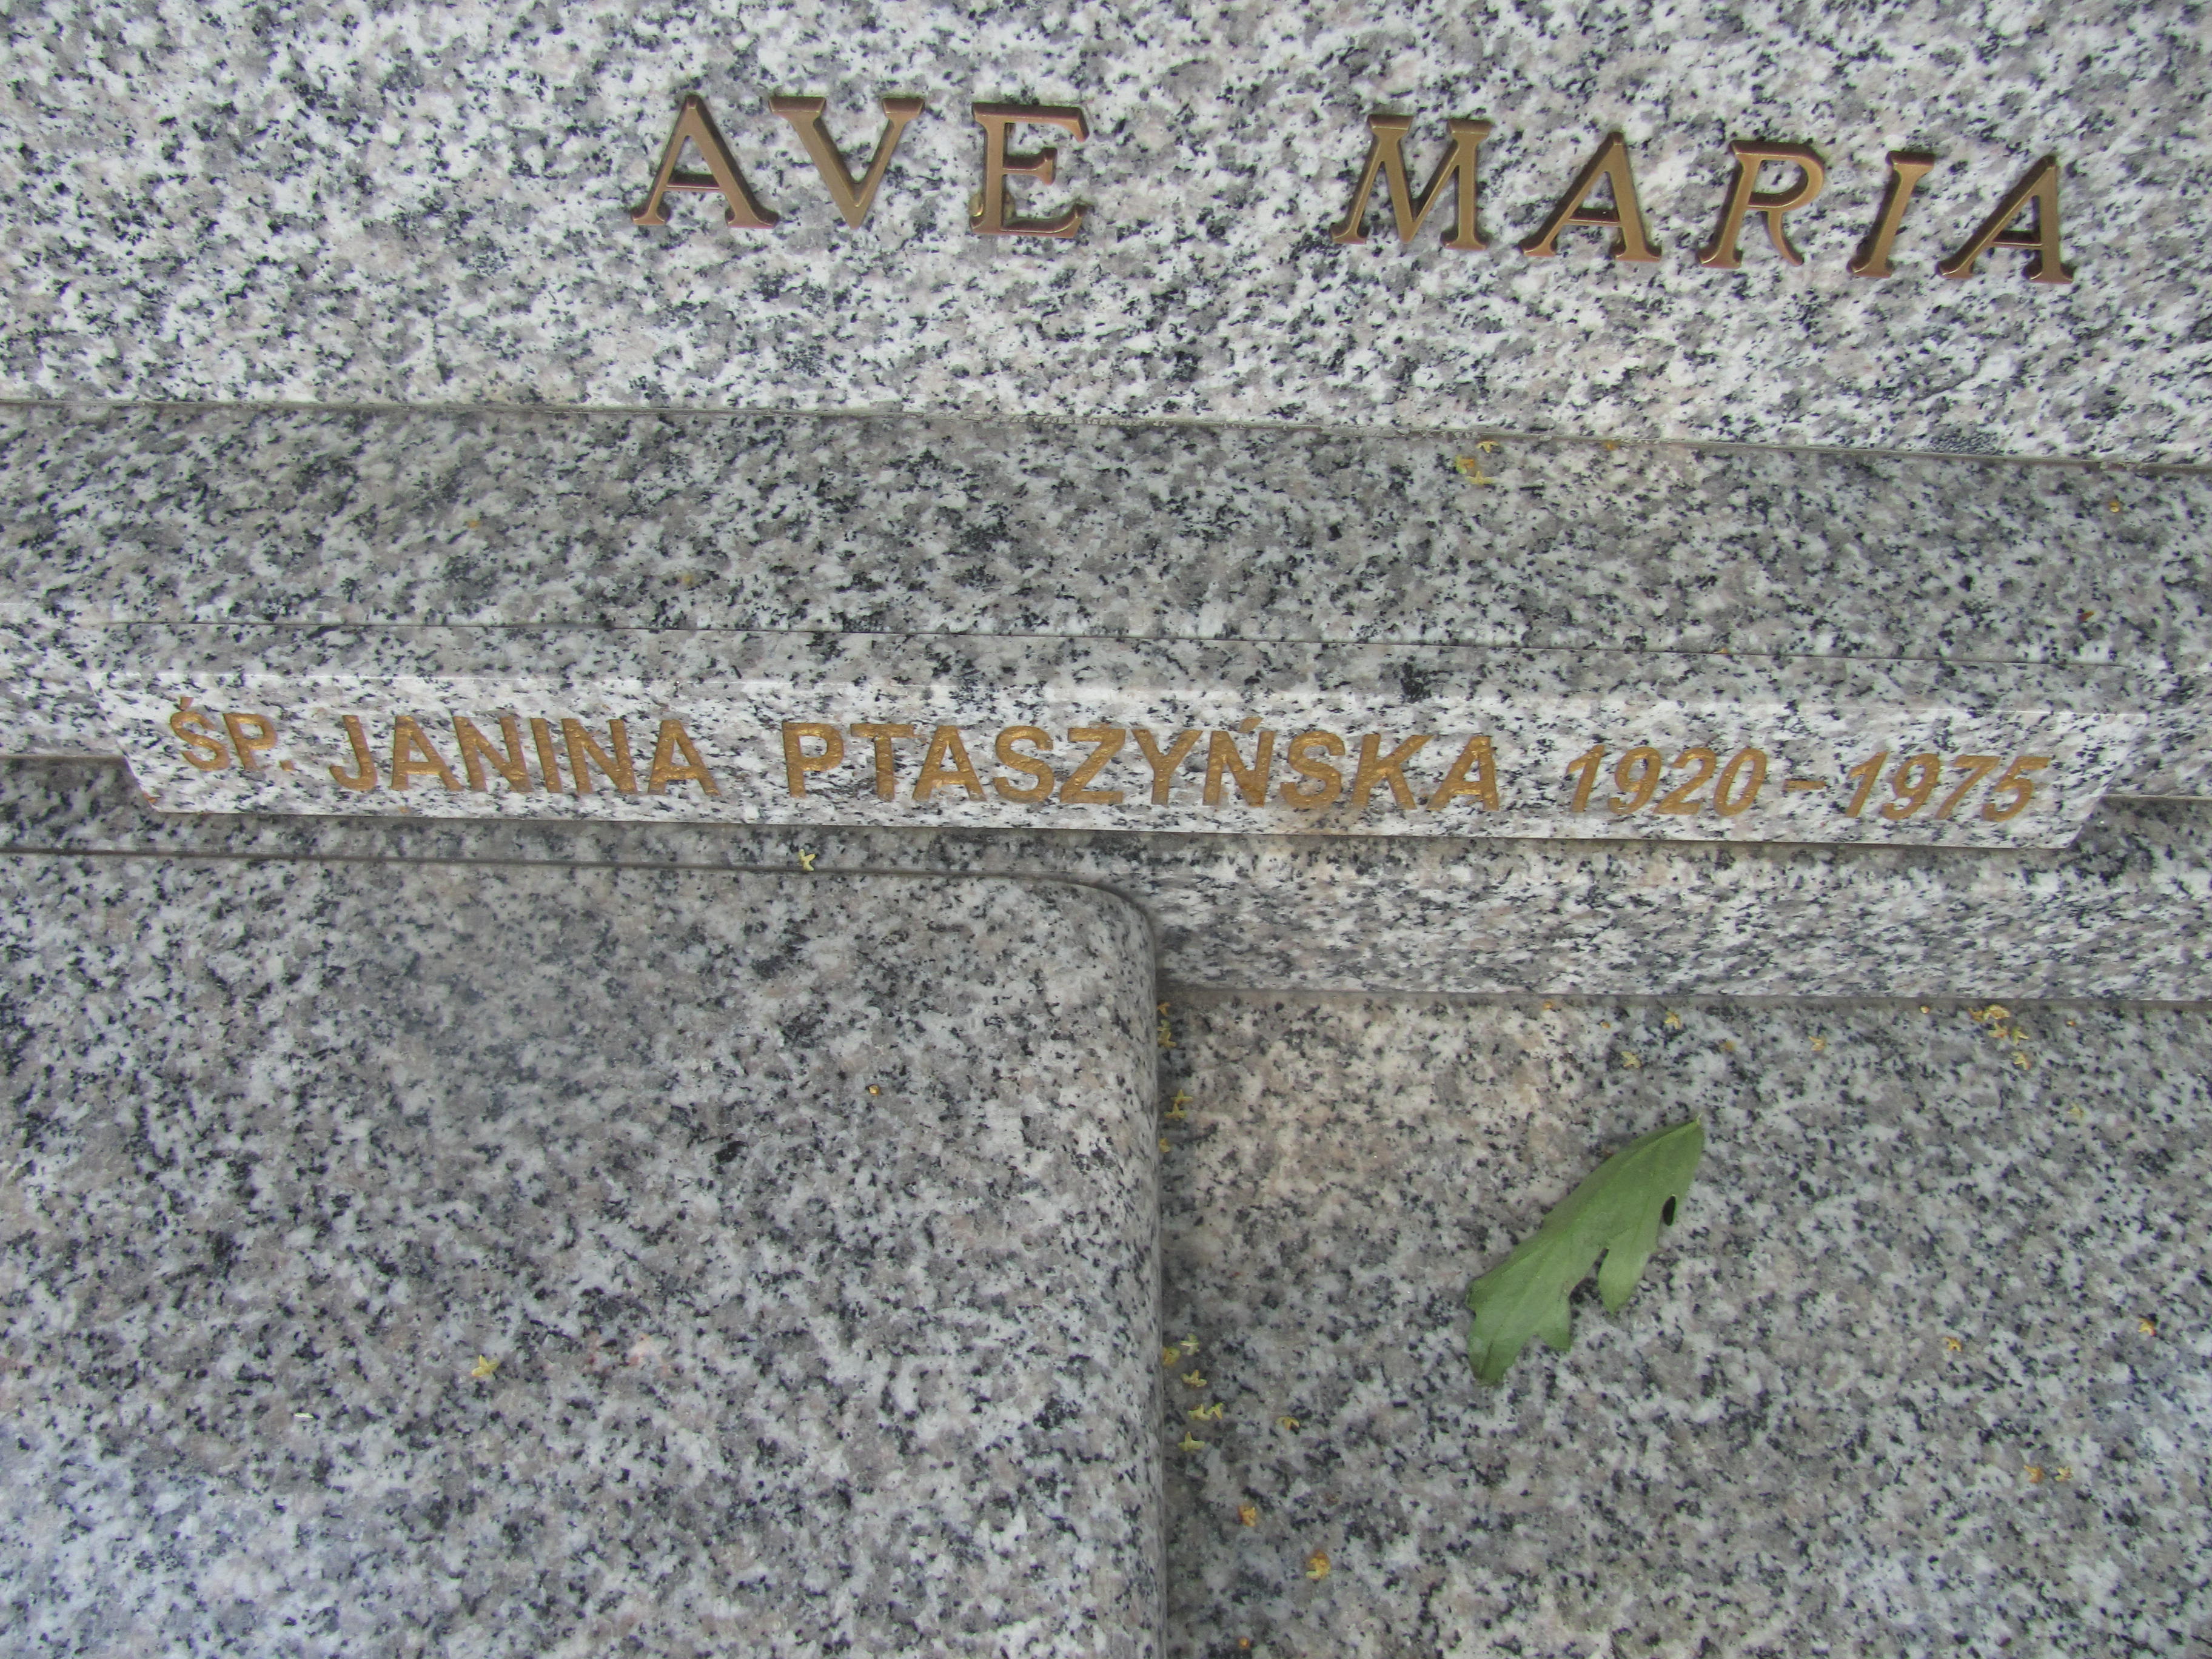 AVE MARIA
ŚP. JANINA PTASZYŃSKA 1920 – 1975